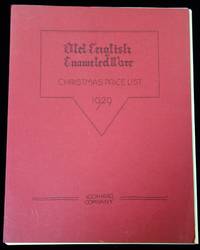 Old English
Enameled Ware
CHRISTMAS PRICE LIST
1929
COMPANY